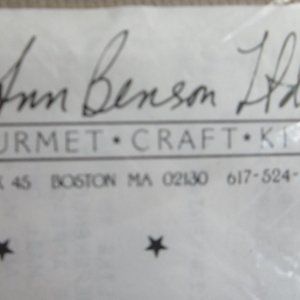 Ann Benson Ltd
URMET · CRAFT · KI
X 45 BOSTON MA 02130 617-524-